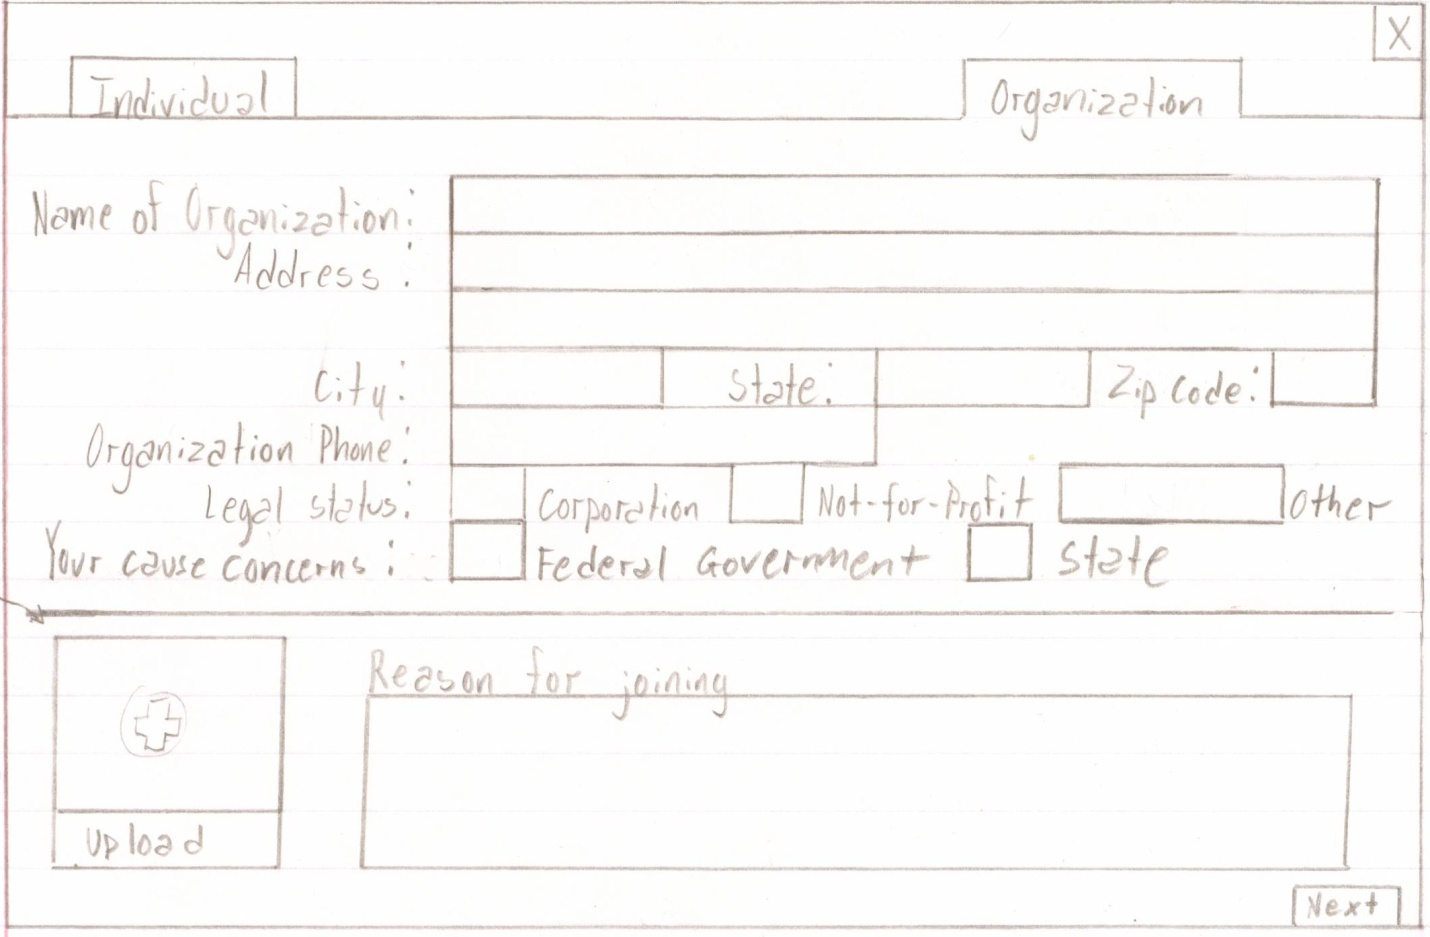 X
Individual Organization
Name of Organization:
Address:
City: State: Zip Code:
Organization Phone:
Legal status: Corporation Not-for-Profit Other
Your cause concerns: Federal Government State
Reason for joining
Upload
Next